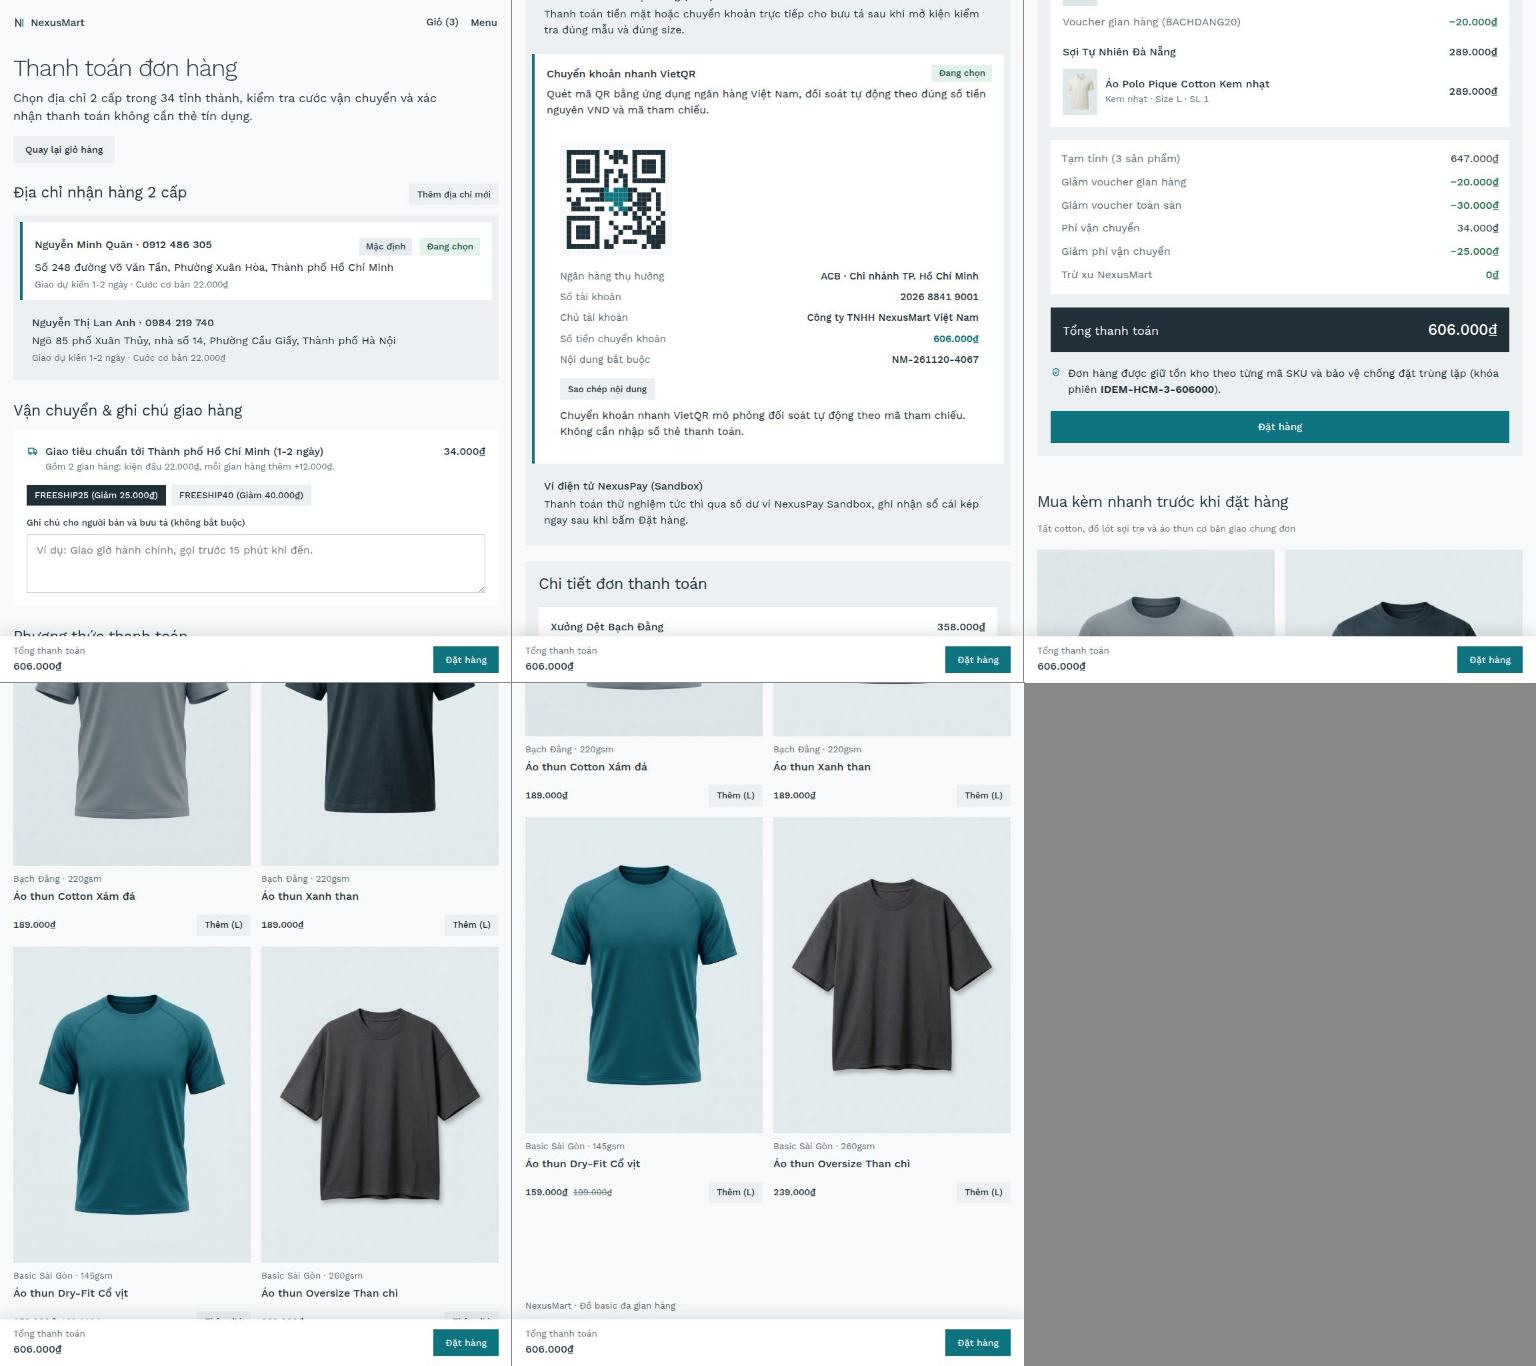 NexusMart
Giỏ (3) Menu
Thanh toán đơn hàng
Chọn địa chỉ 2 cấp trong 34 tỉnh thành, kiểm tra cước vận chuyển và xác
nhận thanh toán không cần thẻ tín dụng.
Quay lại giỏ hàng
Địa chỉ nhận hàng 2 cấp
Thêm địa chỉ mới
Nguyễn Minh Quân · 0912 486 305
Mặc định Đang chọn
Số 248 đường Võ Văn Tần, Phường Xuân Hòa, Thành phố Hồ Chí Minh
Giao dự kiến 1-2 ngày · Cước cơ bản 22.000₫
Nguyễn Thị Lan Anh · 0984 219 740
Ngõ 85 phố Xuân Thủy, nhà số 14, Phường Cầu Giấy, Thành phố Hà Nội
Giao dự kiến 1-2 ngày · Cước cơ bản 22.000₫
Vận chuyển & ghi chú giao hàng
Giao tiêu chuẩn tới Thành phố Hồ Chí Minh (1-2 ngày) 34.000₫
Gồm 2 gian hàng: kiện đầu 22.000₫, mỗi gian hàng thêm +12.000₫.
FREESHIP25 (Giảm 25.000₫) FREESHIP40 (Giảm 40.000₫)
Ghi chú cho người bán và bưu tá (không bắt buộc)
Ví dụ: Giao giờ hành chính, gọi trước 15 phút khi đến.
Phương thức thanh toán
Tổng thanh toán
606.000₫
Đặt hàng
Thanh toán tiền mặt hoặc chuyển khoản trực tiếp cho bưu tá sau khi mở kiện kiểm
tra đúng mẫu và đúng size.
Chuyển khoản nhanh VietQR
Đang chọn
Quét mã QR bằng ứng dụng ngân hàng Việt Nam, đối soát tự động theo đúng số tiền
nguyên VND và mã tham chiếu.
Ngân hàng thụ hưởng ACB · Chi nhánh TP. Hồ Chí Minh
Số tài khoản 2026 8841 9001
Chủ tài khoản Công ty TNHH NexusMart Việt Nam
Số tiền chuyển khoản 606.000₫
Nội dung bắt buộc NM-261120-4067
Sao chép nội dung
Chuyển khoản nhanh VietQR mô phỏng đối soát tự động theo mã tham chiếu.
Không cần nhập số thẻ thanh toán.
Ví điện tử NexusPay (Sandbox)
Thanh toán thử nghiệm tức thì qua số dư ví NexusPay Sandbox, ghi nhận sổ cái kép
ngay sau khi bấm Đặt hàng.
Chi tiết đơn thanh toán
Xưởng Dệt Bạch Đằng 358.000₫
Tổng thanh toán
606.000₫
Đặt hàng
Voucher gian hàng (BACHDANG20) −20.000₫
Sợi Tự Nhiên Đà Nẵng 289.000₫
Áo Polo Pique Cotton Kem nhạt
Kem nhạt · Size L · SL 1
289.000₫
Tạm tính (3 sản phẩm) 647.000₫
Giảm voucher gian hàng −20.000₫
Giảm voucher toàn sàn −30.000₫
Phí vận chuyển 34.000₫
Giảm phí vận chuyển −25.000₫
Trừ xu NexusMart 0₫
Tổng thanh toán 606.000₫
Đơn hàng được giữ tồn kho theo từng mã SKU và bảo vệ chống đặt trùng lặp (khóa
phiên IDEM-HCM-3-606000).
Đặt hàng
Mua kèm nhanh trước khi đặt hàng
Tất cotton, đồ lót sợi tre và áo thun cơ bản giao chung đơn
Tổng thanh toán
606.000₫
Đặt hàng
Bạch Đằng · 220gsm
Áo thun Cotton Xám đá
189.000₫ Thêm (L)
Bạch Đằng · 220gsm
Áo thun Xanh than
189.000₫ Thêm (L)
Basic Sài Gòn · 145gsm
Áo thun Dry-Fit Cổ vịt
Basic Sài Gòn · 260gsm
Áo thun Oversize Than chì
Tổng thanh toán
606.000₫
Đặt hàng
Bạch Đằng · 220gsm
Áo thun Cotton Xám đá
189.000₫ Thêm (L)
Bạch Đằng · 220gsm
Áo thun Xanh than
189.000₫ Thêm (L)
Basic Sài Gòn · 145gsm
Áo thun Dry-Fit Cổ vịt
159.000₫ 199.000₫ Thêm (L)
Basic Sài Gòn · 260gsm
Áo thun Oversize Than chì
239.000₫ Thêm (L)
NexusMart · Đồ basic đa gian hàng
Tổng thanh toán
606.000₫
Đặt hàng